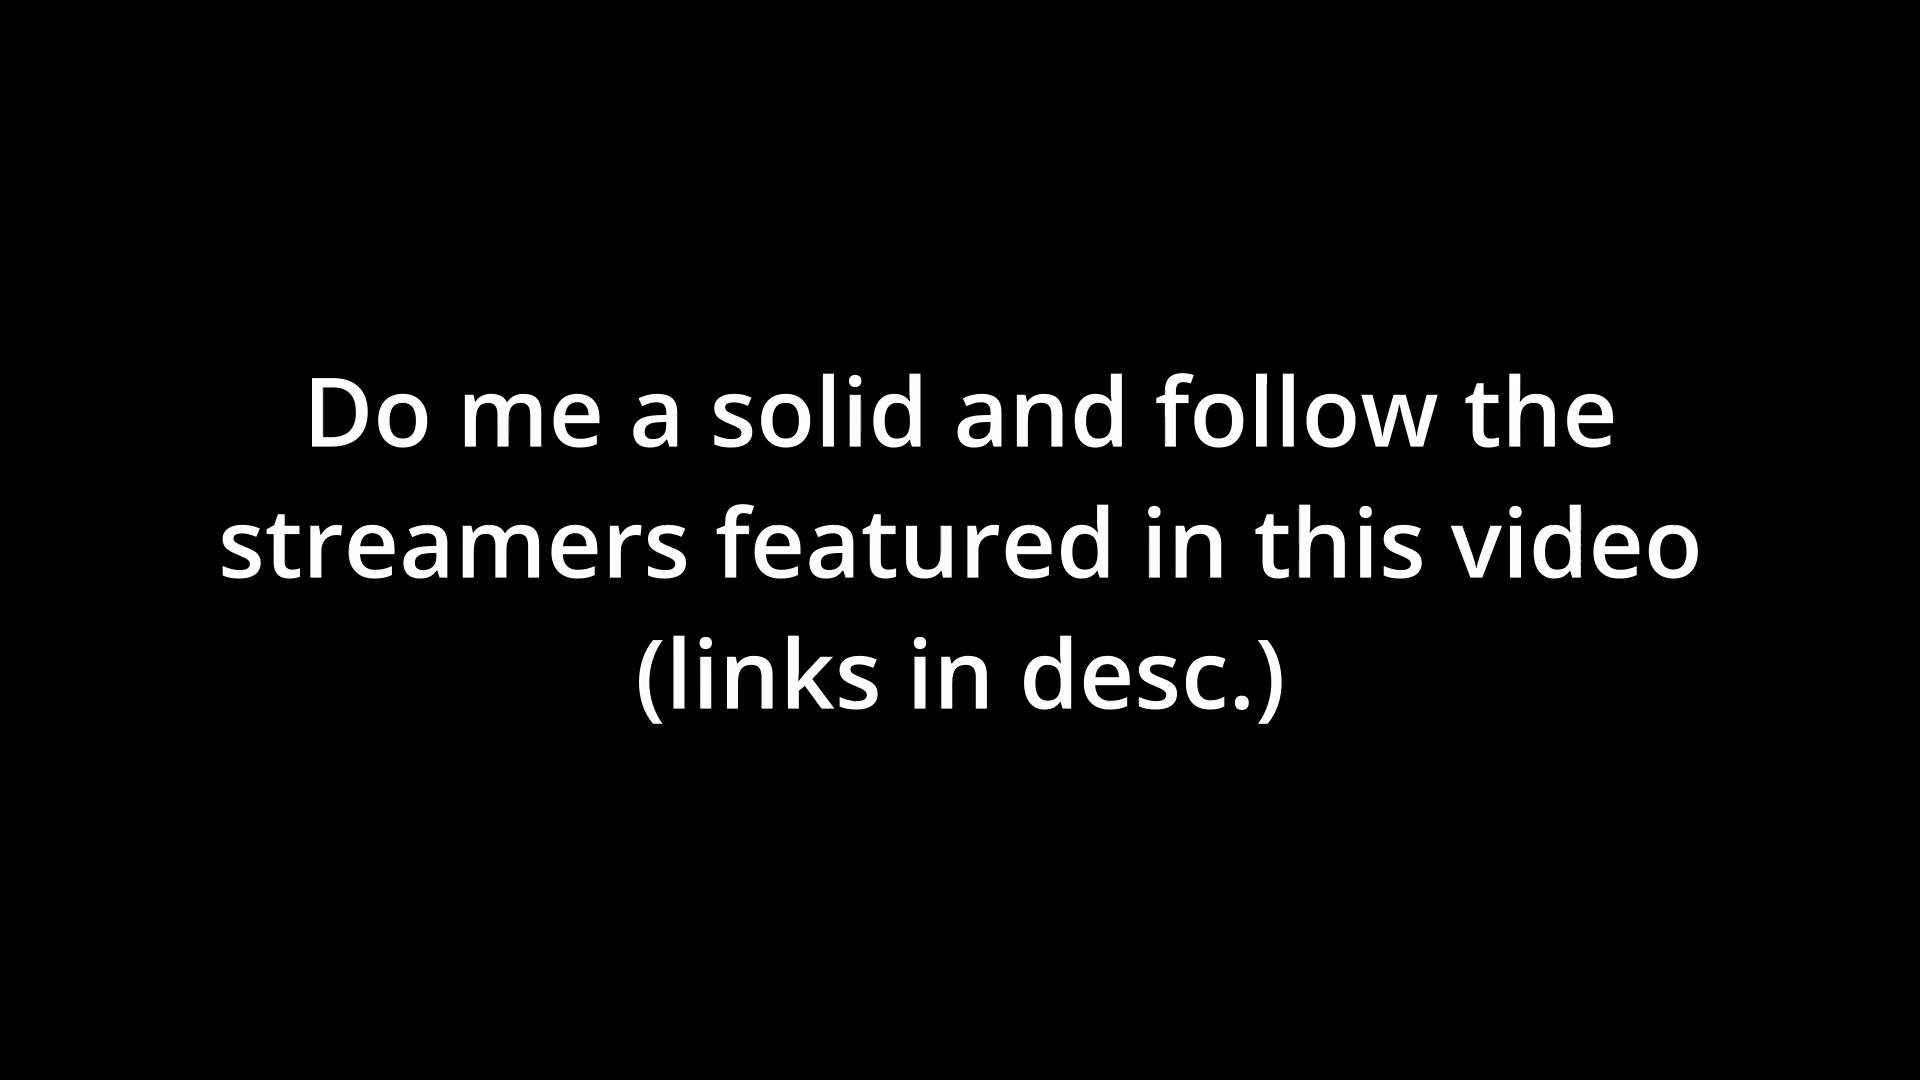 Do me a solid and follow the
streamers featured in this video
(links in desc.)